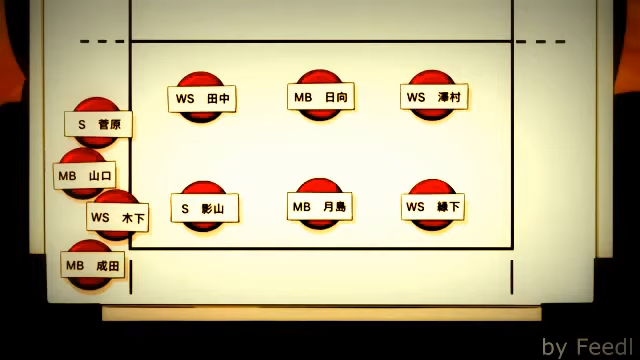 WS 田中
MB 日向
WS 澤村
S 菅原
MB 山口
WS 木下
MB 成田
S 影山
MB 月島
WS 縁下
by Feedl